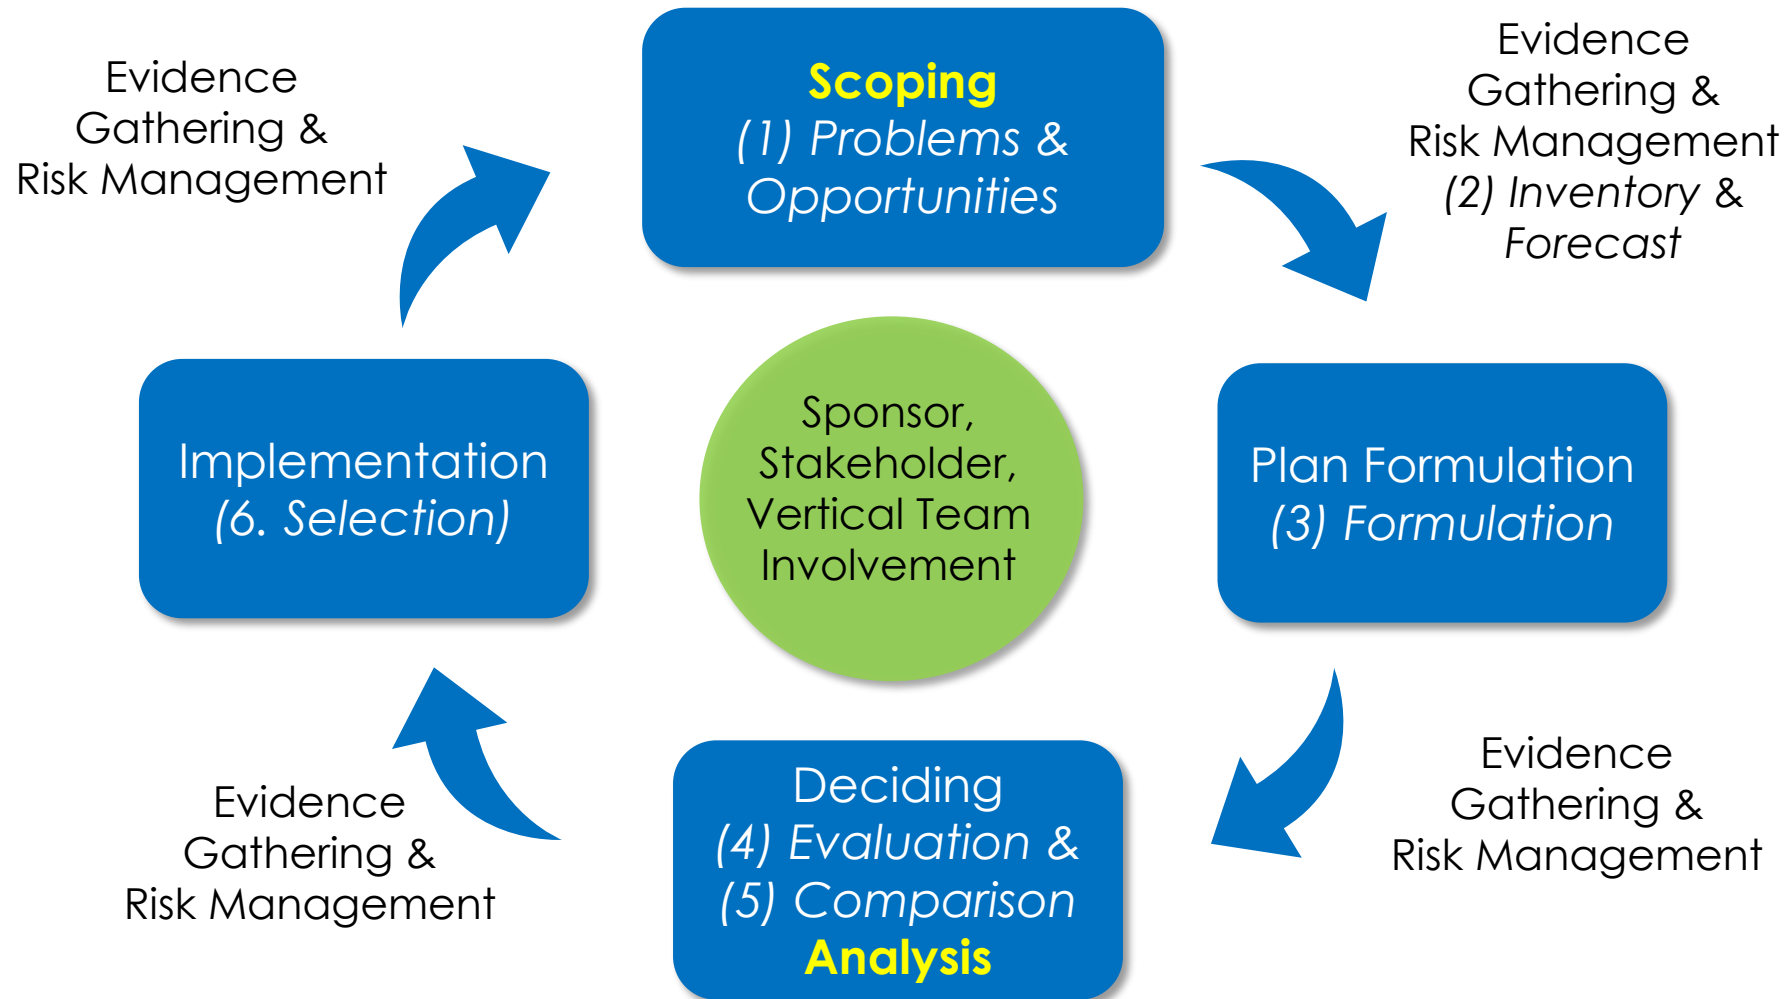 Evidence
Gathering &
Risk Management
Scoping
(1) Problems &
Opportunities
Evidence
Gathering &
Risk Management
(2) Inventory &
Forecast
Implementation
(6. Selection)
Sponsor,
Stakeholder,
Vertical Team
Involvement
Plan Formulation
(3) Formulation
Evidence
Gathering &
Risk Management
Deciding
(4) Evaluation &
(5) Comparison
Analysis
Evidence
Gathering &
Risk Management